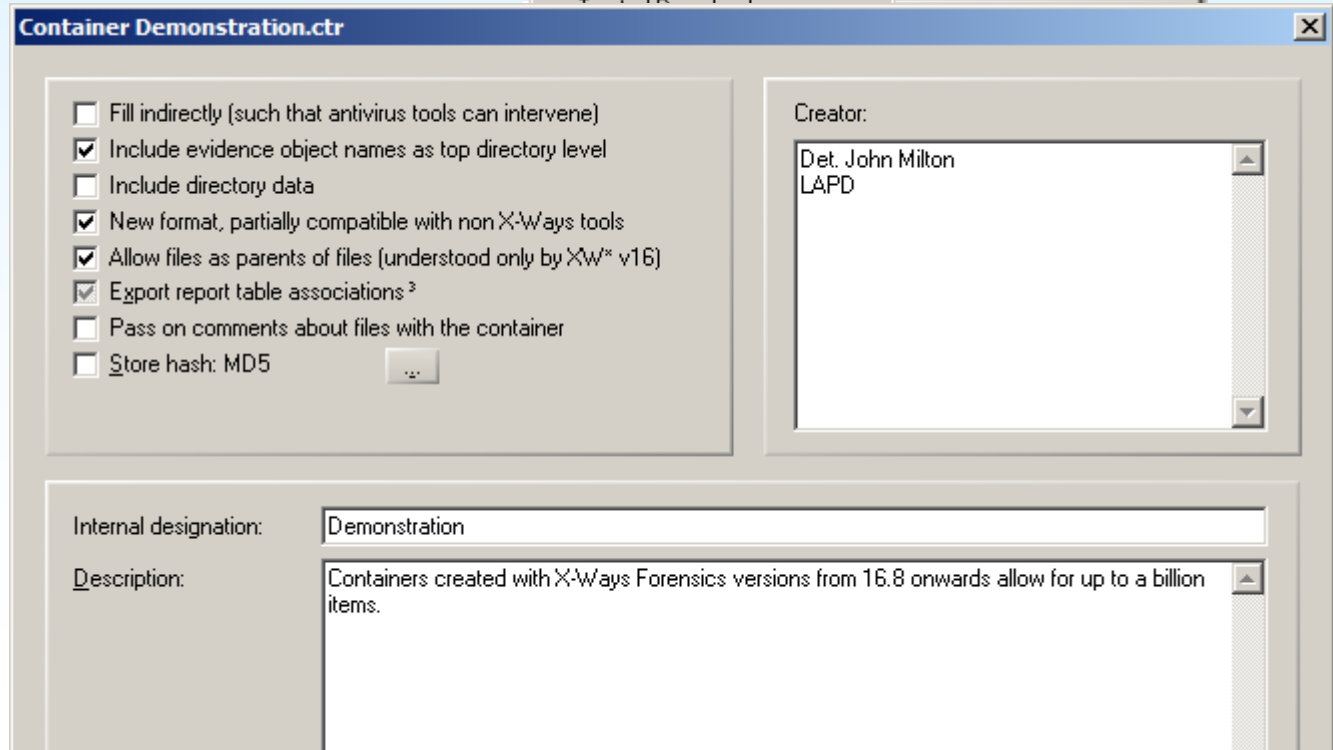 Container Demonstration.ctr
Fill indirectly (such that antivirus tools can intervene)
Include evidence object names as top directory level
Include directory data
New format, partially compatible with non X-Ways tools
Allow files as parents of files (understood only by XW* v16)
Export report table associations ³
Pass on comments about files with the container
Store hash: MD5
...
Creator:
Det. John Milton
LAPD
Internal designation:
Demonstration
Description:
Containers created with X-Ways Forensics versions from 16.8 onwards allow for up to a billion
items.